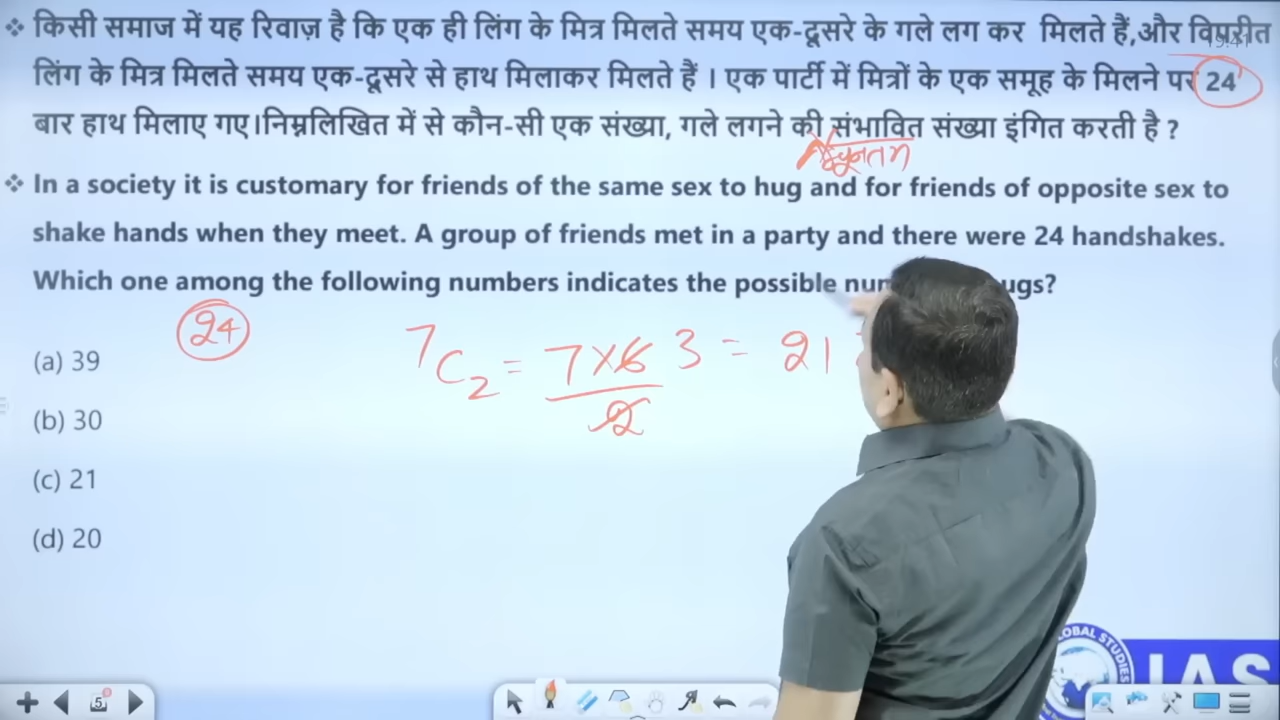 ❖ किसी समाज में यह रिवाज़ है कि एक ही लिंग के मित्र मिलते समय एक-दूसरे के गले लग कर मिलते हैं,और विपरीत
लिंग के मित्र मिलते समय एक-दूसरे से हाथ मिलाकर मिलते हैं । एक पार्टी में मित्रों के एक समूह के मिलने पर 24
बार हाथ मिलाए गए।निम्नलिखित में से कौन-सी एक संख्या, गले लगने की संभावित संख्या इंगित करती है ?
न्यूनतम
❖ In a society it is customary for friends of the same sex to hug and for friends of opposite sex to
shake hands when they meet. A group of friends met in a party and there were 24 handshakes.
Which one among the following numbers indicates the possible ugs?
24
7C2 = 7×6 3 = 21
2
(a) 39
(b) 30
(c) 21
(d) 20
OBAL STUDIES
IAS
5